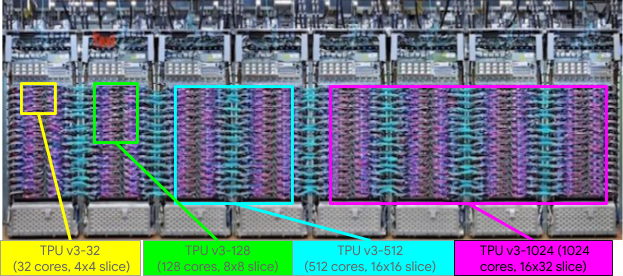 TPU v3-32
(32 cores, 4x4 slice)
TPU v3-128
(128 cores, 8x8 slice)
TPU v3-512
(512 cores, 16x16 slice)
TPU v3-1024 (1024
cores, 16x32 slice)